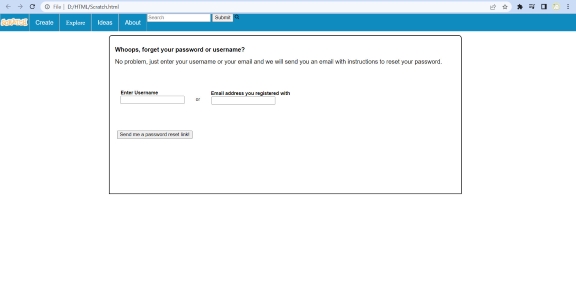 File | D:/HTML/Scratch.html
Create Explore Ideas About Search Submit
Whoops, forget your password or username?
No problem, just enter your username or your email and we will send you an email with instructions to reset your password.
Enter Username or Email address you registered with
Send me a password reset link!